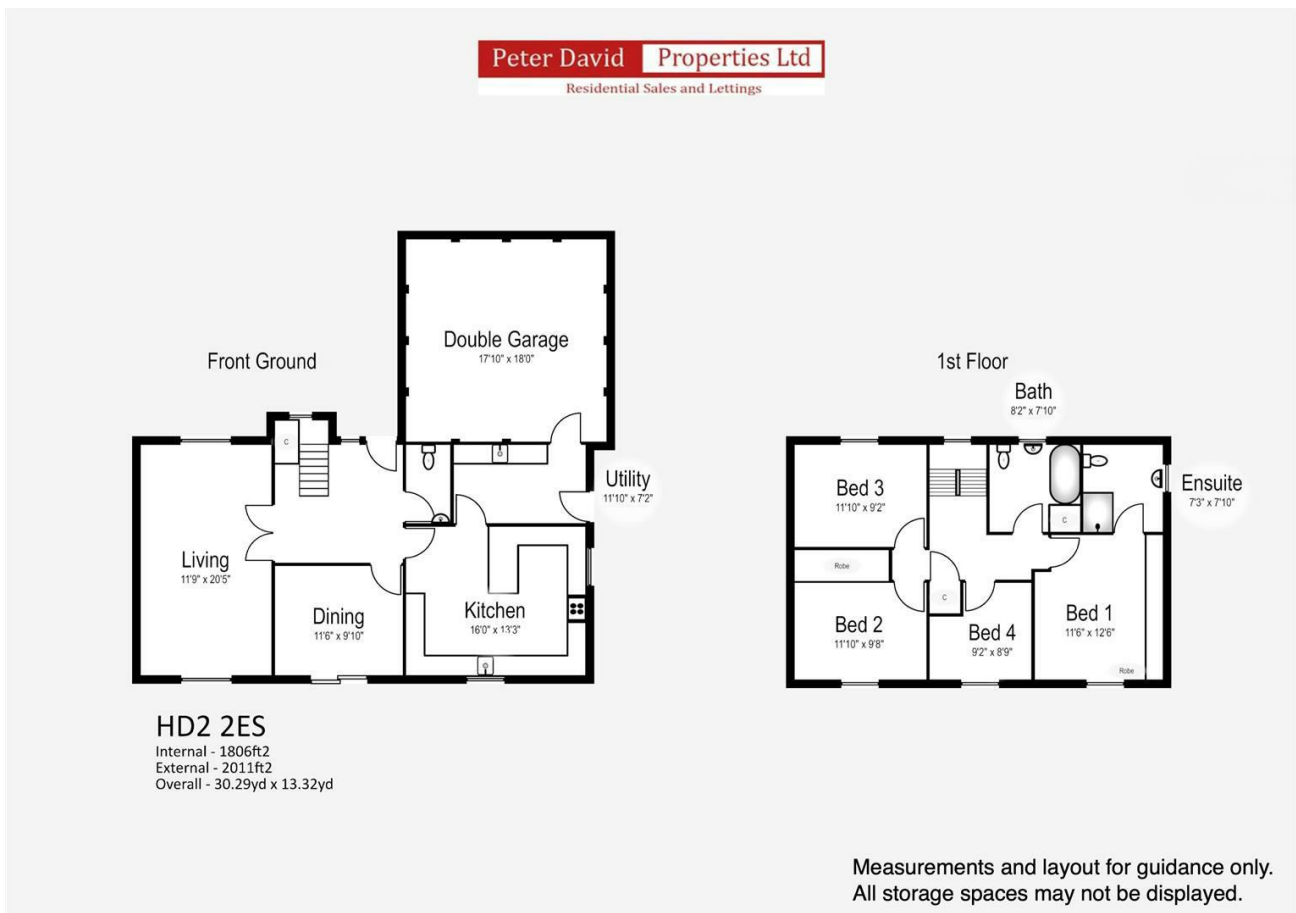 Peter David Properties Ltd
Residential Sales and Lettings
Front Ground
Double Garage
17'10" x 18'0"
C
Utility
11'10" x 7'2"
Living
11'9" x 20'5"
Dining
11'6" x 9'10"
Kitchen
16'0" x 13'3"
1st Floor
Bath
8'2" x 7'10"
Ensuite
7'3" x 7'10"
Bed 3
11'10" x 9'2"
C
Robe
C
Bed 2
11'10" x 9'8"
Bed 4
9'2" x 8'9"
Bed 1
11'6" x 12'6"
Robe
HD2 2ES
Internal - 1806ft2
External - 2011ft2
Overall - 30.29yd x 13.32yd
Measurements and layout for guidance only.
All storage spaces may not be displayed.